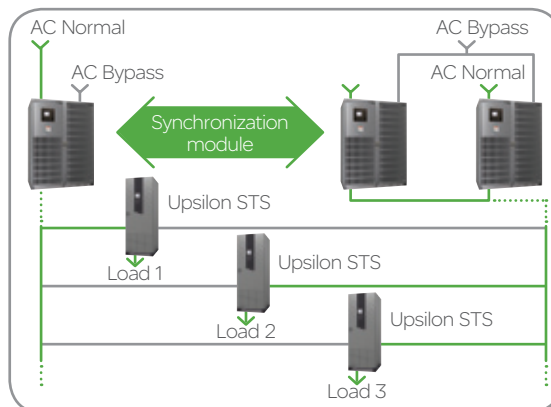 AC Normal
AC Bypass
AC Bypass
AC Normal
Synchronization
module
Upsilon STS
Load 1
Upsilon STS
Load 2
Upsilon STS
Load 3